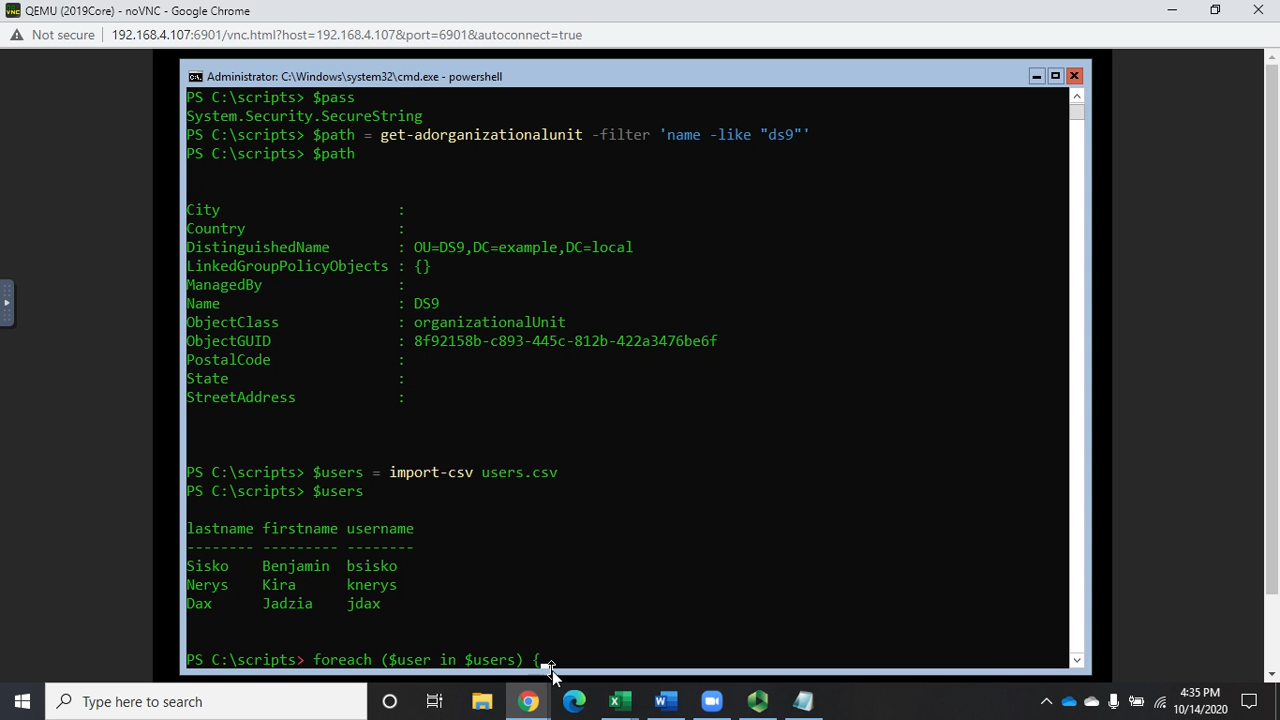 QEMU (2019Core) - noVNC - Google Chrome
Not secure | 192.168.4.107:6901/vnc.html?host=192.168.4.107&port=6901&autoconnect=true
Administrator: C:\Windows\system32\cmd.exe - powershell
PS C:\scripts> $pass
System.Security.SecureString
PS C:\scripts> $path = get-adorganizationalunit -filter 'name -like "ds9"'
PS C:\scripts> $path
City :
Country :
DistinguishedName : OU=DS9,DC=example,DC=local
LinkedGroupPolicyObjects : {}
ManagedBy :
Name : DS9
ObjectClass : organizationalUnit
ObjectGUID : 8f92158b-c893-445c-812b-422a3476be6f
PostalCode :
State :
StreetAddress :
PS C:\scripts> $users = import-csv users.csv
PS C:\scripts> $users
lastname firstname username
-------- --------- --------
Sisko Benjamin bsisko
Nerys Kira knerys
Dax Jadzia jdax
PS C:\scripts> foreach ($user in $users) {
Type here to search
4:35 PM
10/14/2020